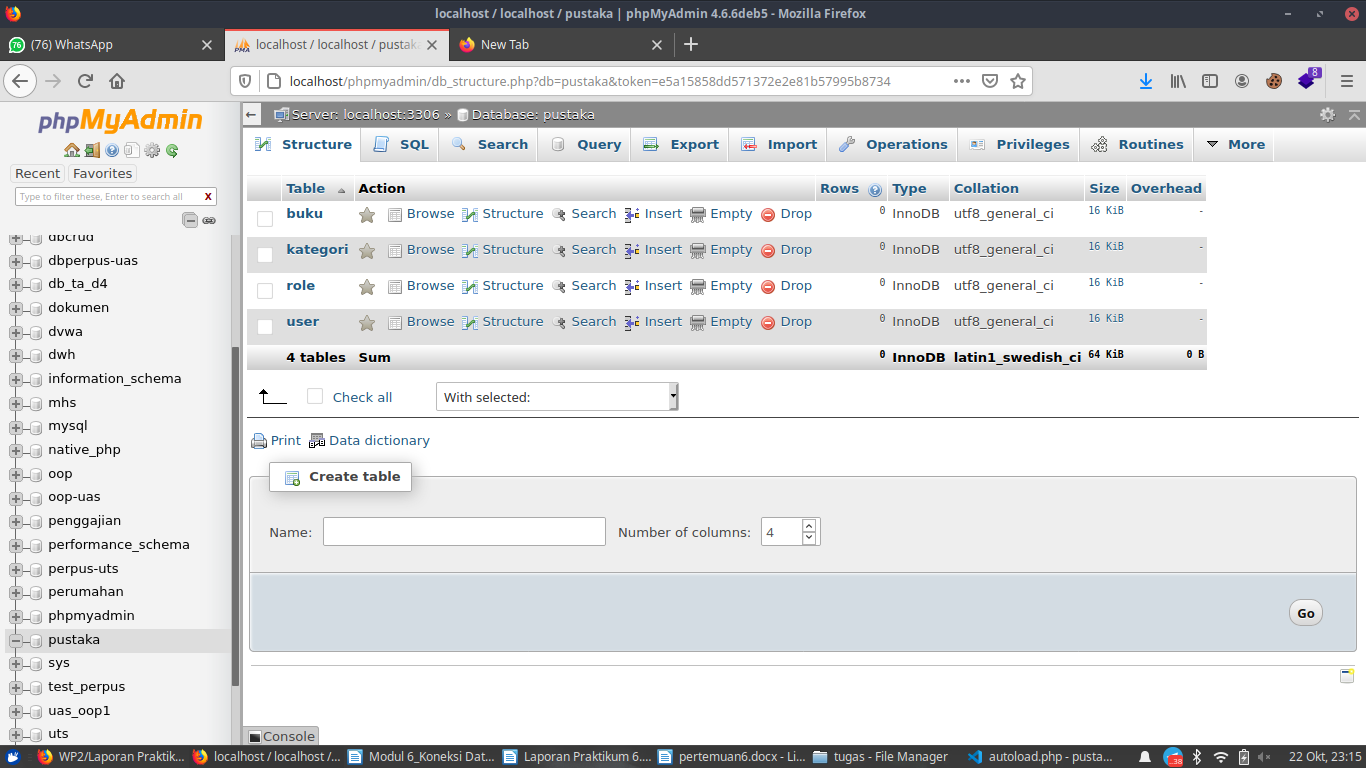 localhost / localhost / pustaka | phpMyAdmin 4.6.6deb5 - Mozilla Firefox
76 (76) WhatsApp
PMA localhost / localhost / pustaka
New Tab
localhost/phpmyadmin/db_structure.php?db=pustaka&token=e5a15858dd571372e2e81b57995b8734
8
phpMyAdmin
Recent Favorites
Type to filter these, Enter to search all X
dbcrud
dbperpus-uas
db_ta_d4
dokumen
dvwa
dwh
information_schema
mhs
mysql
native_php
oop
oop-uas
penggajian
performance_schema
perpus-uts
perumahan
phpmyadmin
pustaka
sys
test_perpus
uas_oop1
uts
Server: localhost:3306 » Database: pustaka
Structure SQL Search Query Export Import Operations Privileges Routines More
Table Action Rows Type Collation Size Overhead
buku Browse Structure Search Insert Empty Drop 0 InnoDB utf8_general_ci 16 KiB -
kategori Browse Structure Search Insert Empty Drop 0 InnoDB utf8_general_ci 16 KiB -
role Browse Structure Search Insert Empty Drop 0 InnoDB utf8_general_ci 16 KiB -
user Browse Structure Search Insert Empty Drop 0 InnoDB utf8_general_ci 16 KiB -
4 tables Sum 0 InnoDB latin1_swedish_ci 64 KiB 0 B
Check all With selected:
Print Data dictionary
Create table
Name: Number of columns: 4
Go
Console
WP2/Laporan Praktik... localhost / localhost /... Modul 6_Koneksi Dat... Laporan Praktikum 6.... pertemuan6.docx - Li... tugas - File Manager autoload.php - pusta... 38 22 Okt, 23:15